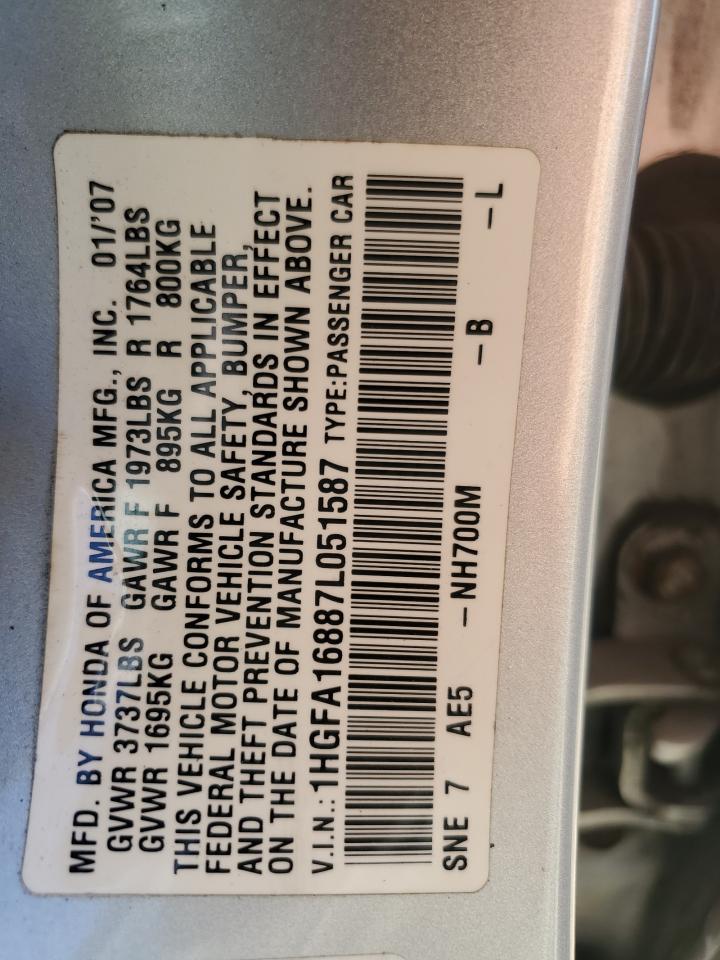 MFD. BY HONDA OF AMERICA MFG., INC. 01/'07
GVWR 3737LBS GAWR F 1973LBS R 1764LBS
GVWR 1695KG GAWR F 895KG R 800KG
THIS VEHICLE CONFORMS TO ALL APPLICABLE
FEDERAL MOTOR VEHICLE SAFETY, BUMPER,
AND THEFT PREVENTION STANDARDS IN EFFECT
ON THE DATE OF MANUFACTURE SHOWN ABOVE.
V.I.N.: 1HGFA16887L051587 TYPE:PASSENGER CAR
SNE 7 AE5 -NH700M -B -L